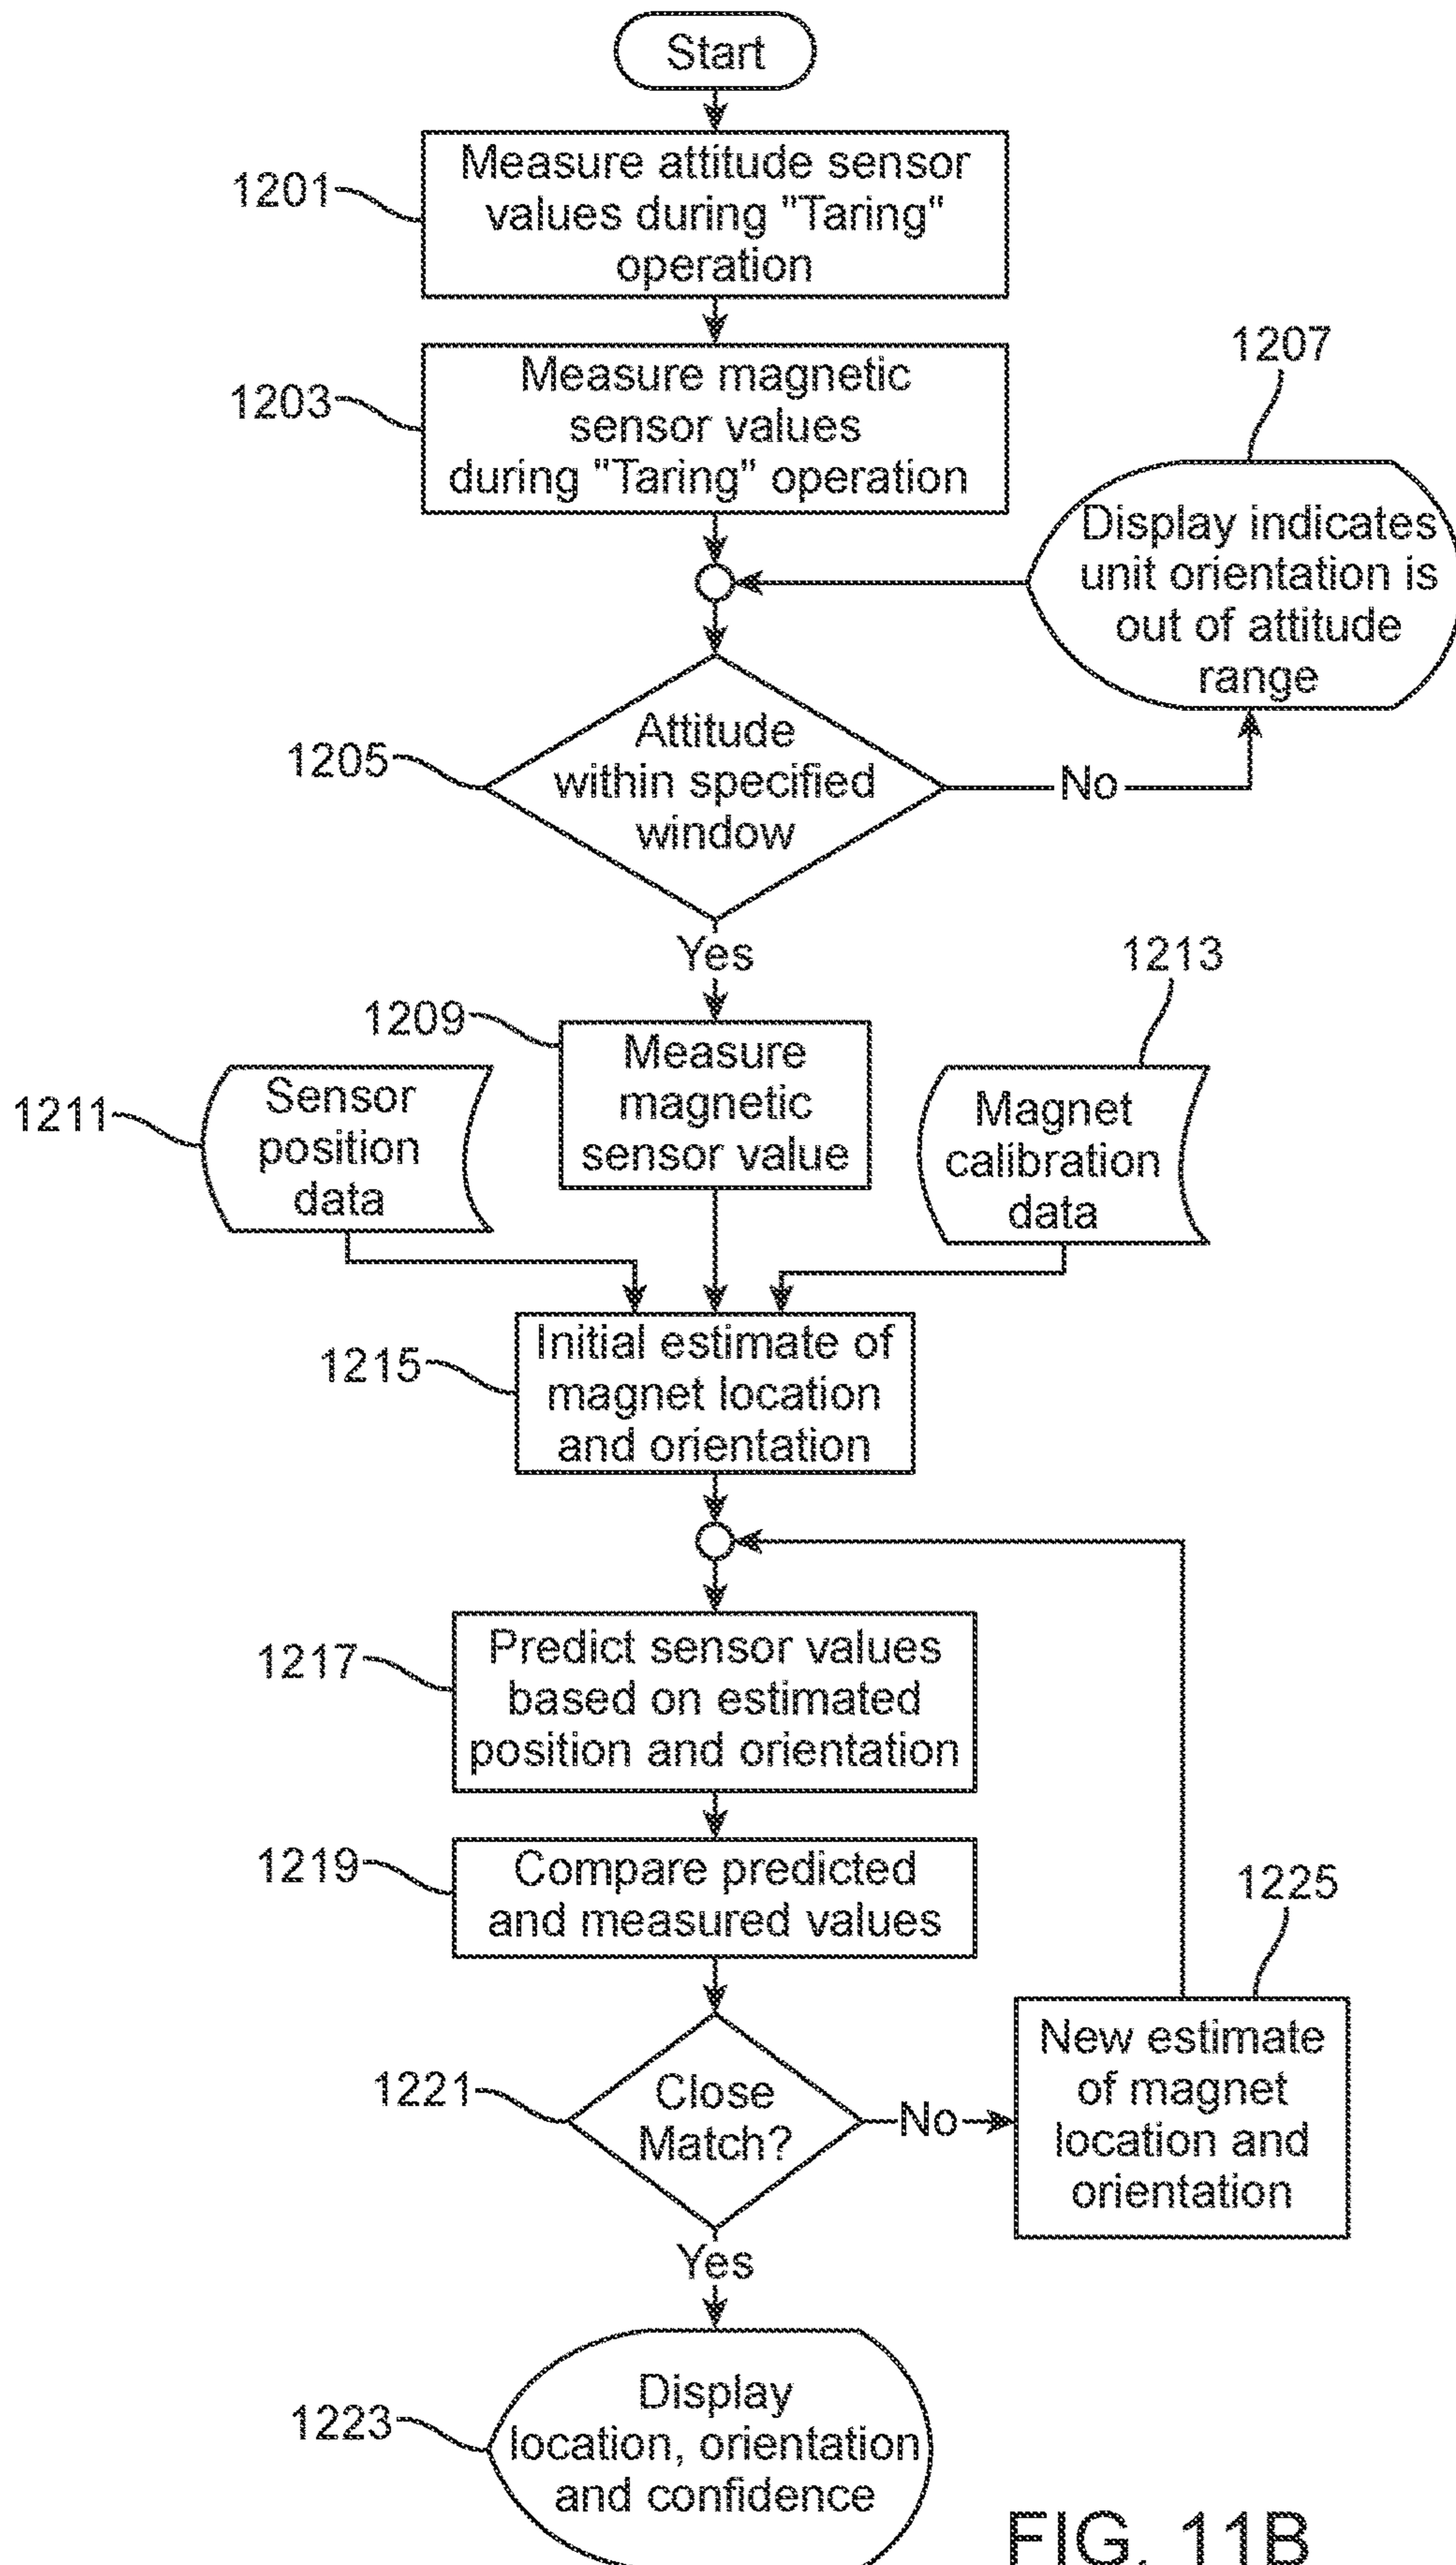 Start
1201
Measure attitude sensor
values during "Taring"
operation
1203
Measure magnetic
sensor values
during "Taring" operation
1207
Display indicates
unit orientation is
out of attitude
range
1205
Attitude
within specified
window
No
Yes
1209
Measure
magnetic
sensor value
1211
Sensor
position
data
1213
Magnet
calibration
data
1215
Initial estimate of
magnet location
and orientation
1217
Predict sensor values
based on estimated
position and orientation
1219
Compare predicted
and measured values
1221
Close
Match?
No
1225
New estimate
of magnet
location and
orientation
Yes
1223
Display
location, orientation
and confidence
FIG. 11B